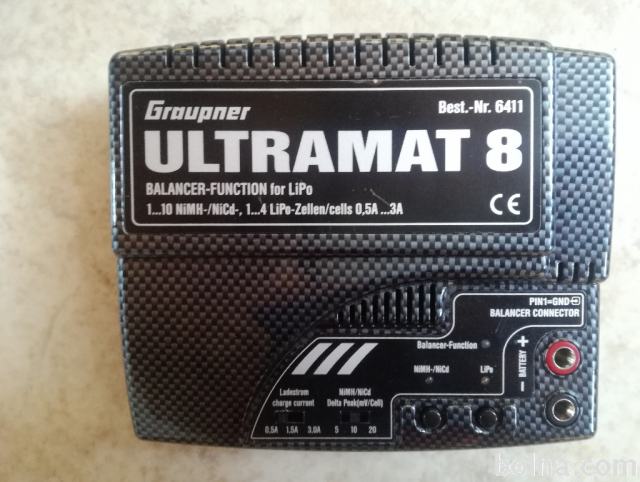 Graupner
Best.-Nr. 6411
ULTRAMAT 8
BALANCER-FUNCTION for LiPo
1...10 NiMH-/NiCd-, 1...4 LiPo-Zellen/cells 0,5A ...3A
CE
PIN1=GND
BALANCER CONNECTOR
Balancer-Function
NiMH-/NiCd
LiPo
- BATTERY +
Ladestrom
charge current
NiMH/NiCd
Delta Peak(mV/Cell)
0.5A 1.5A 3.0A
5 10 20
bolha.com